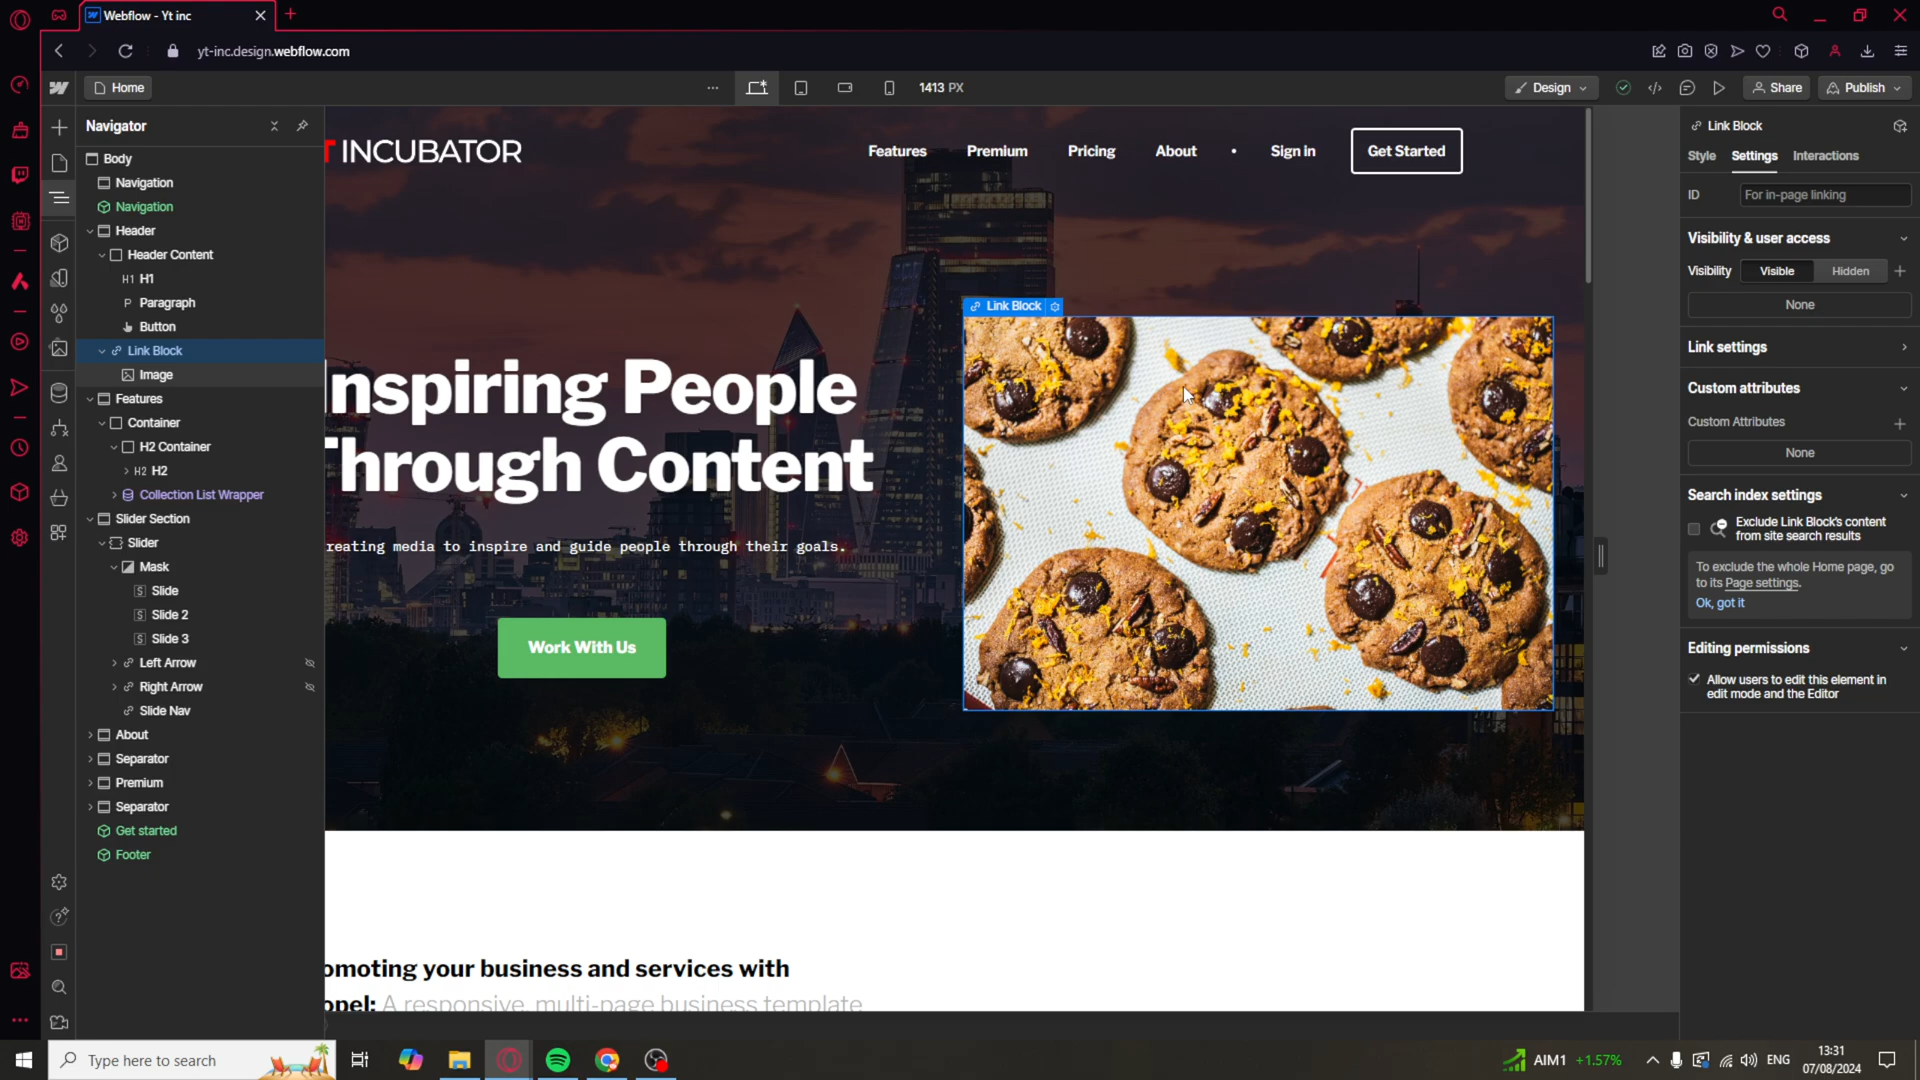 Webflow - Yt inc
yt-inc.design.webflow.com
Home
1413 PX
Design
Share
Publish
Navigator
Body
Navigation
Navigation
Header
Header Content
H1 H1
P Paragraph
Button
Link Block
Image
Features
Container
H2 Container
H2 H2
Collection List Wrapper
Slider Section
Slider
Mask
S Slide
S Slide 2
S Slide 3
Left Arrow
Right Arrow
Slide Nav
About
Separator
Premium
Separator
Get started
Footer
T INCUBATOR
Features
Premium
Pricing
About
•
Sign in
Get Started
Link Block
nspiring People
Through Content
reating media to inspire and guide people through their goals.
Work With Us
omoting your business and services with
opel: A responsive, multi-page business template
Link Block
Style Settings Interactions
ID For in-page linking
Visibility & user access
Visibility Visible Hidden
None
Link settings
Custom attributes
Custom Attributes
None
Search index settings
Exclude Link Block's content
from site search results
To exclude the whole Home page, go
to its Page settings.
Ok, got it
Editing permissions
Allow users to edit this element in
edit mode and the Editor
Type here to search
AIM1 +1.57%
ENG
13:31
07/08/2024